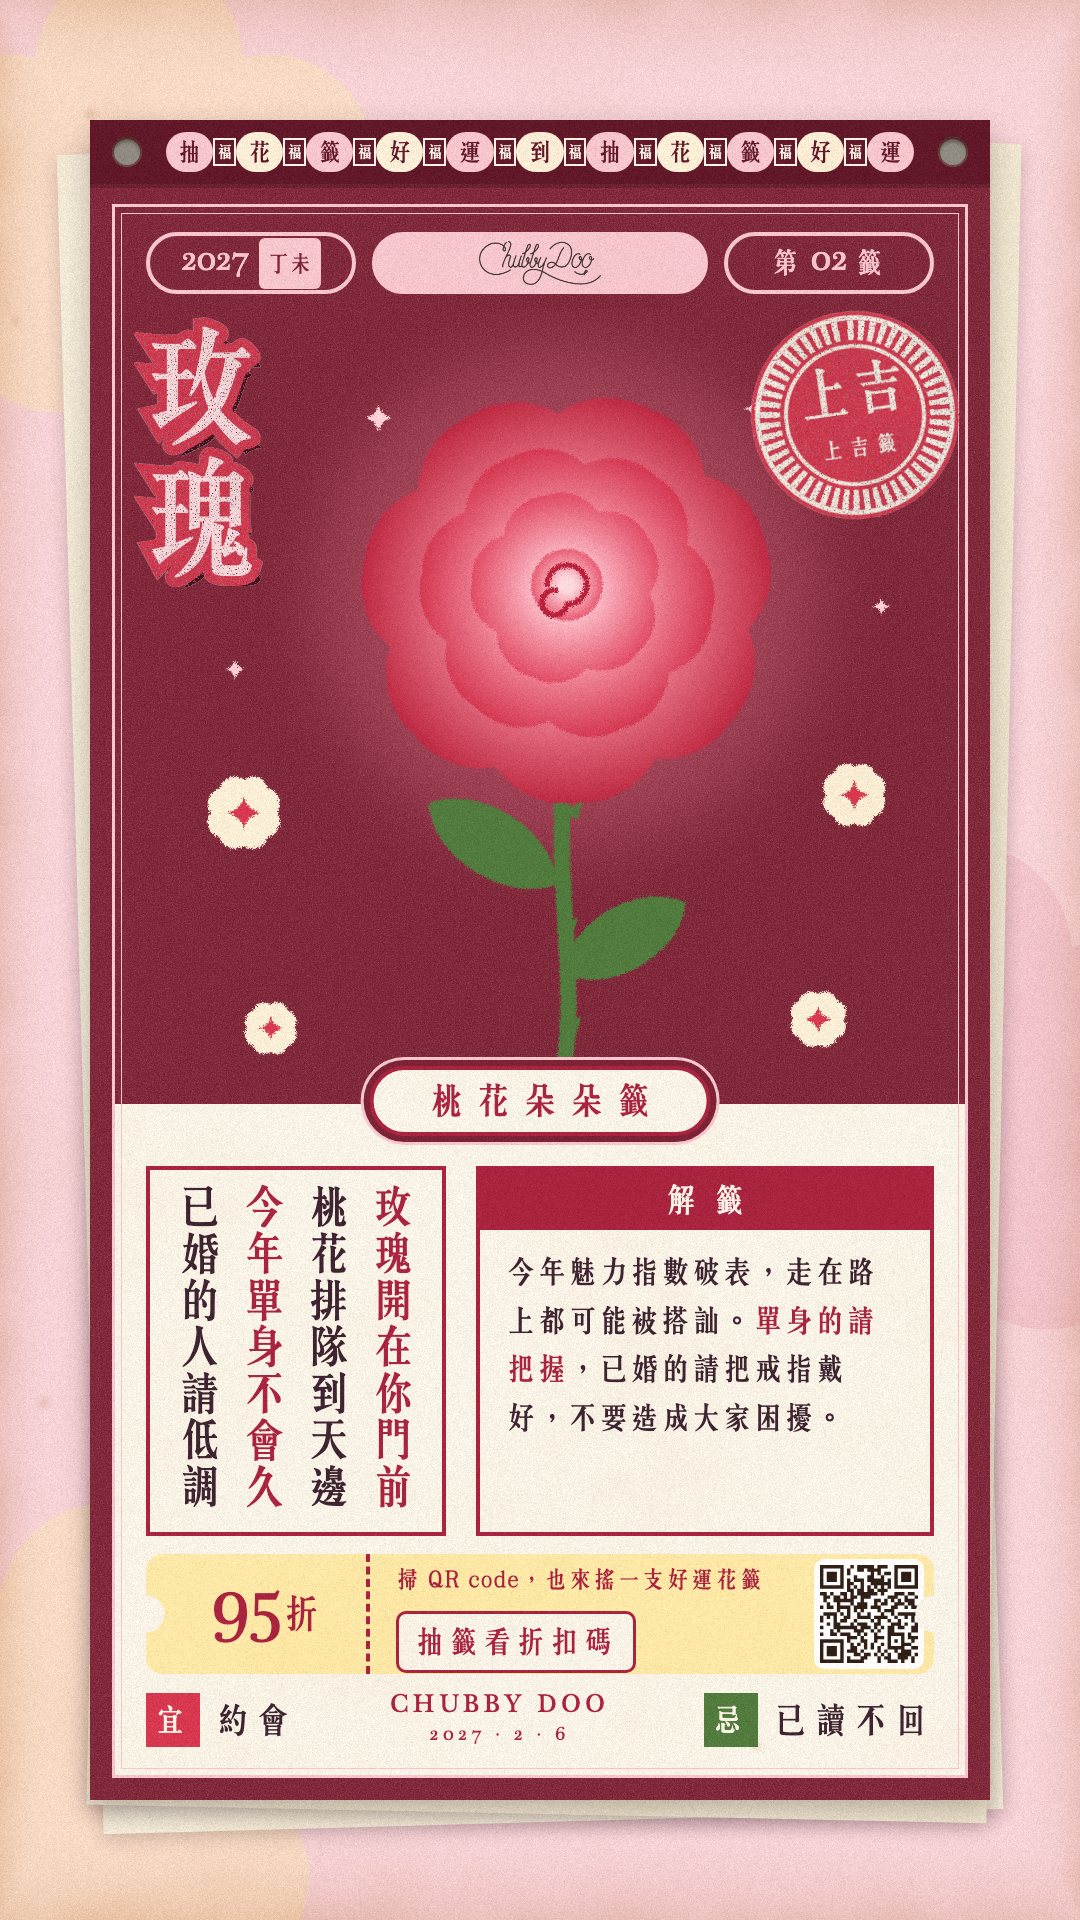 抽福花福籤福好福運福到福抽福花福籤福好福運
2027 丁未
ChubbyDoo
第 02 籤
玫瑰
上吉
上吉籤
桃花朵朵籤
玫瑰開在你門前
桃花排隊到天邊
今年單身不會久
已婚的人請低調
解籤
今年魅力指數破表，走在路
上都可能被搭訕。單身的請
把握，已婚的請把戒指戴
好，不要造成大家困擾。
95折
掃 QR code，也來搖一支好運花籤
抽籤看折扣碼
宜 約會
CHUBBY DOO
2027 · 2 · 6
忌 已讀不回